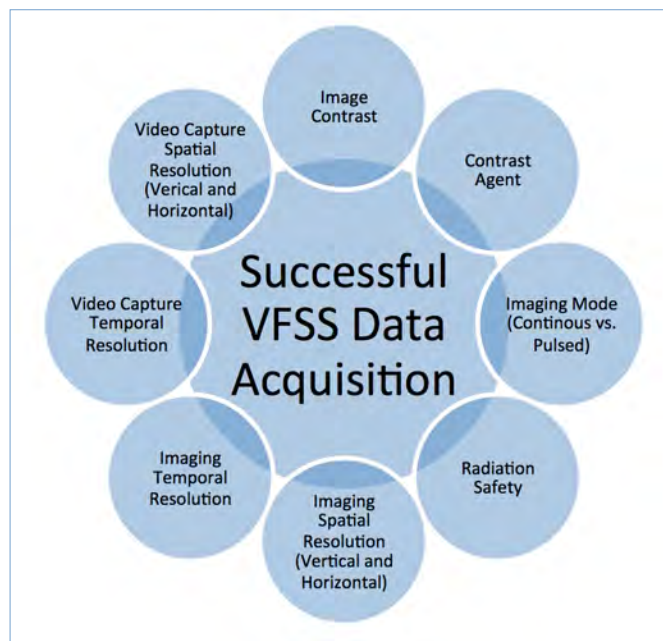 Image
Contrast
Contrast
Agent
Imaging Mode
(Continous vs.
Pulsed)
Radiation
Safety
Imaging
Spatial
Resolution
(Vertical and
Horizontal)
Imaging
Temporal
Resolution
Video Capture
Temporal
Resolution
Video Capture
Spatial
Resolution
(Verical and
Horizontal)
Successful
VFSS Data
Acquisition